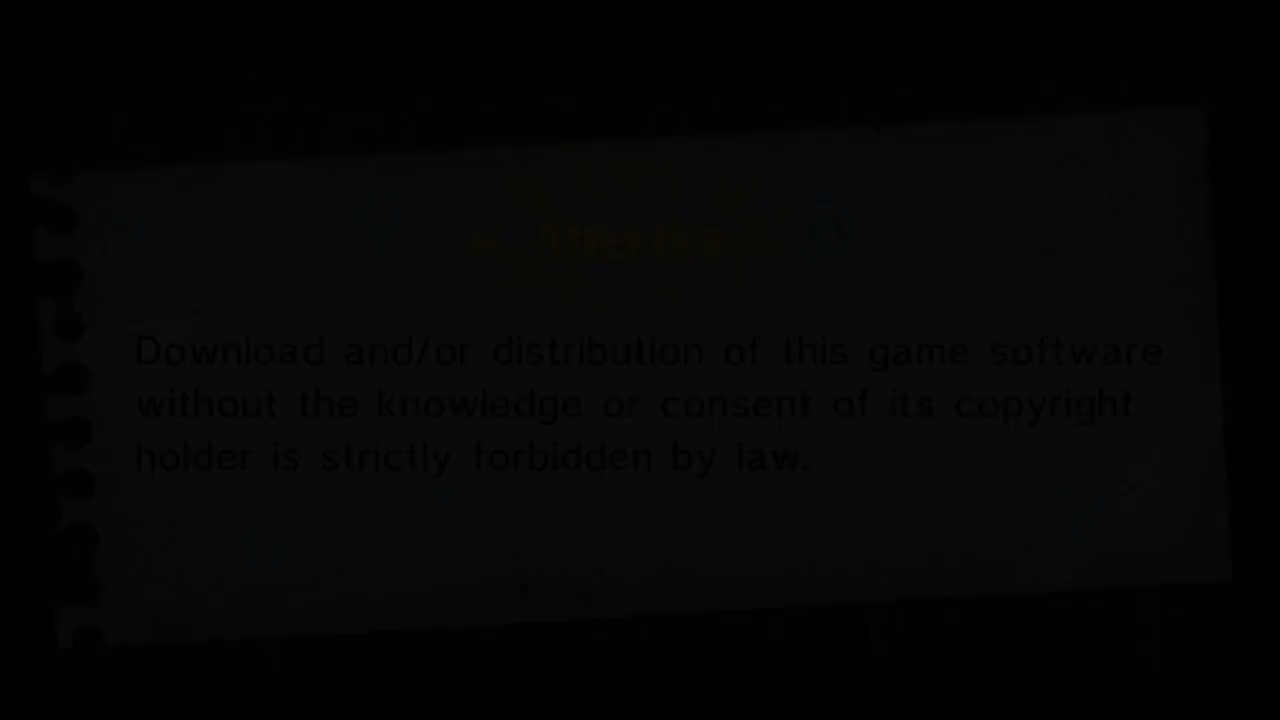 Attention
Download and/or distribution of this game software
without the knowledge or consent of its copyright
holder is strictly forbidden by law.